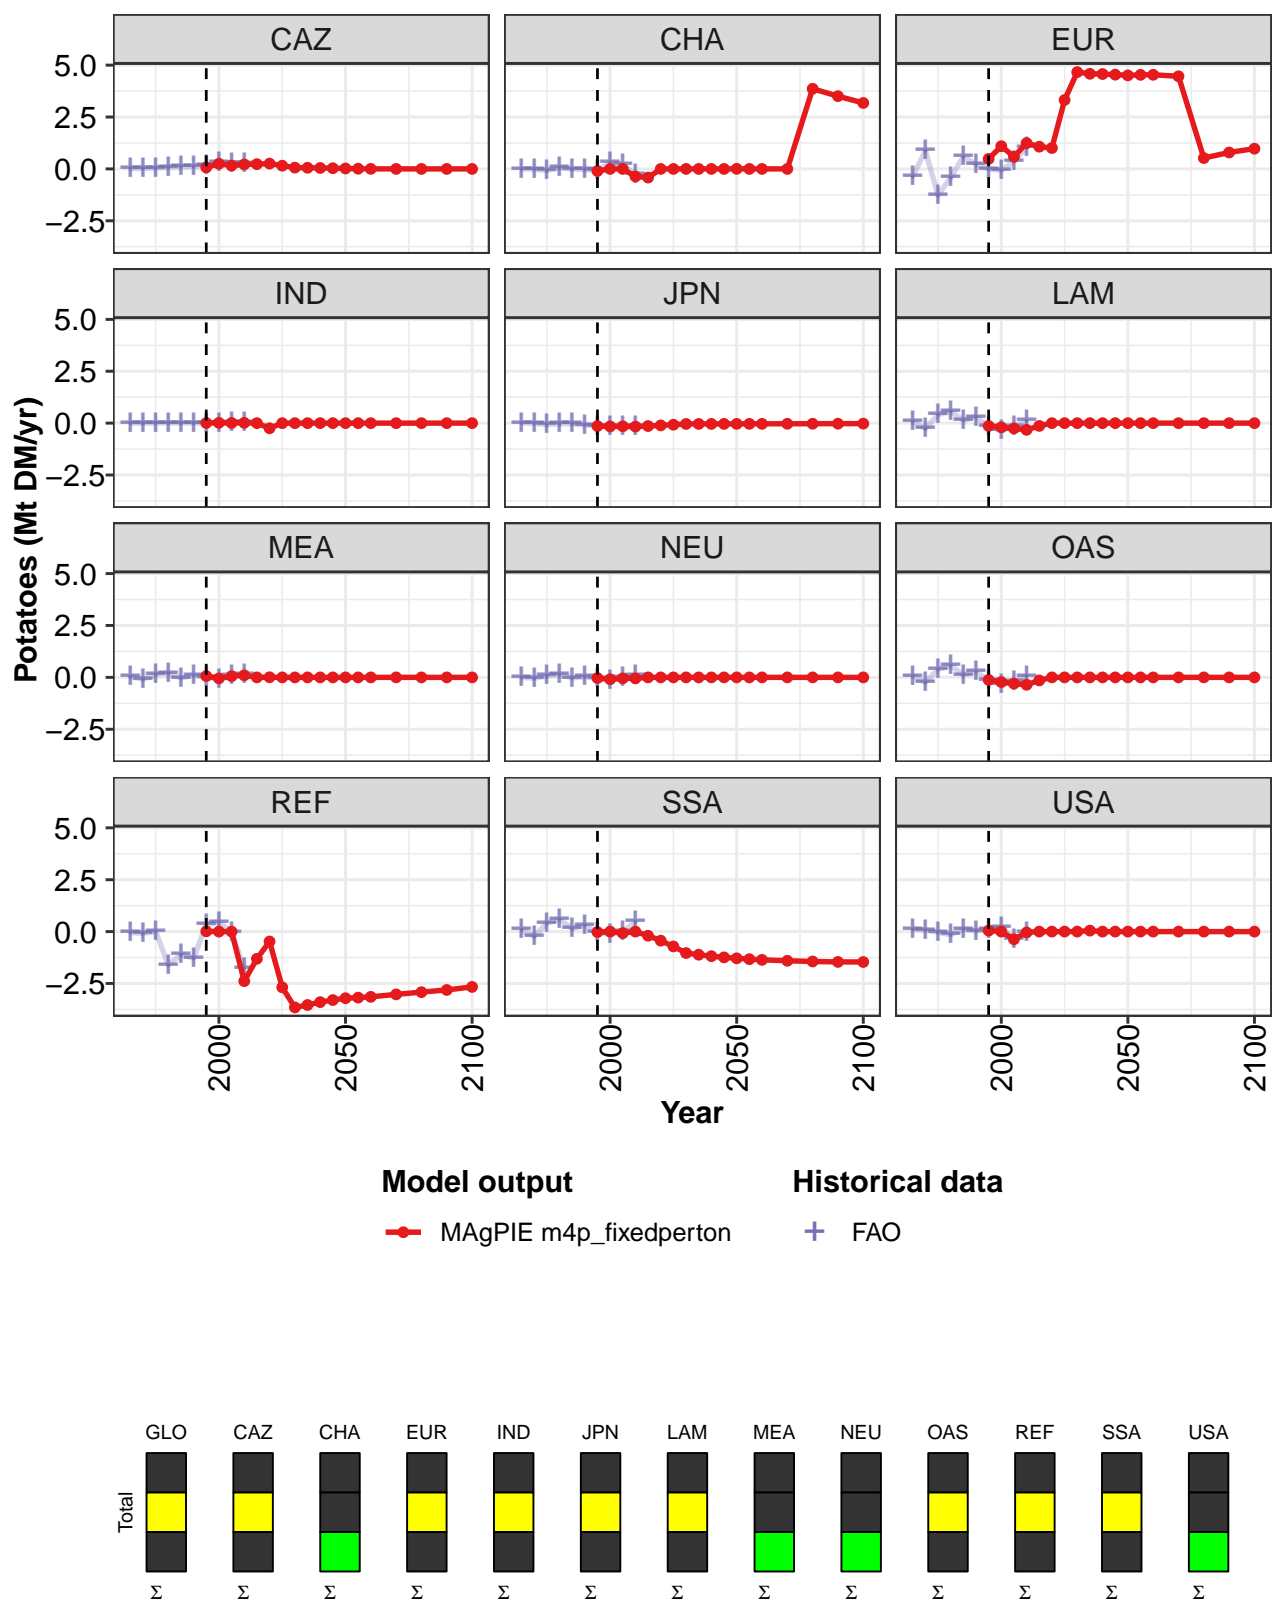 CAZ CHA EUR
5.0
2.5
0.0
−2.5
IND JPN LAM
5.0
2.5
0.0
−2.5
MEA NEU OAS
5.0
2.5
0.0
−2.5
REF SSA USA
5.0
2.5
0.0
−2.5
Potatoes (Mt DM/yr)
2000 2050 2100 2000 2050 2100 2000 2050 2100
Year
Model output Historical data
MAgPIE m4p_fixedperton FAO
GLO CAZ CHA EUR IND JPN LAM MEA NEU OAS REF SSA USA
Total
Σ Σ Σ Σ Σ Σ Σ Σ Σ Σ Σ Σ Σ